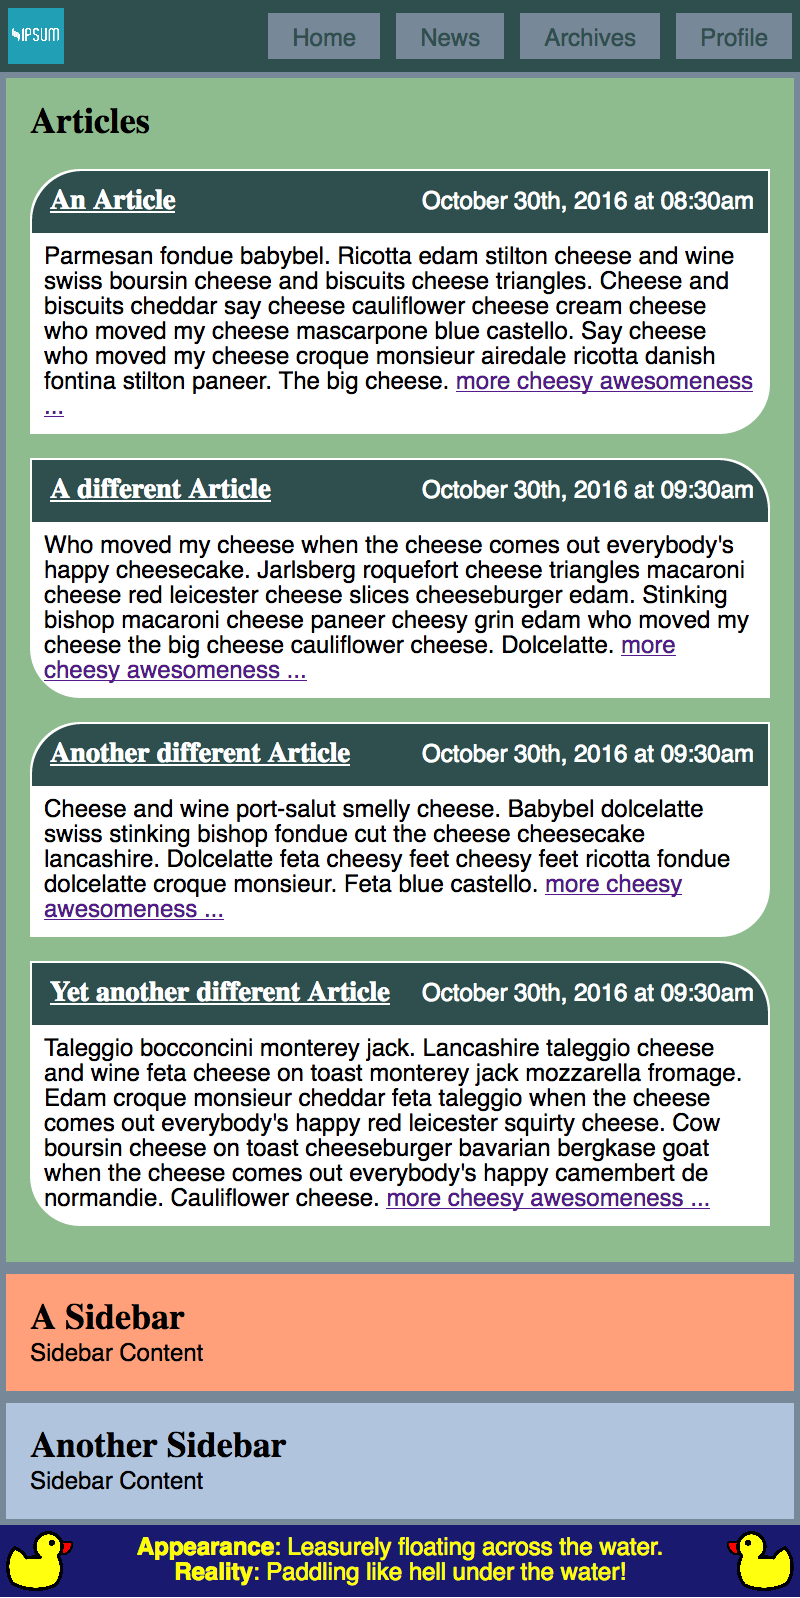 IPSUM
Home News Archives Profile
Articles
An Article October 30th, 2016 at 08:30am
Parmesan fondue babybel. Ricotta edam stilton cheese and wine
swiss boursin cheese and biscuits cheese triangles. Cheese and
biscuits cheddar say cheese cauliflower cheese cream cheese
who moved my cheese mascarpone blue castello. Say cheese
who moved my cheese croque monsieur airedale ricotta danish
fontina stilton paneer. The big cheese. more cheesy awesomeness
...
A different Article October 30th, 2016 at 09:30am
Who moved my cheese when the cheese comes out everybody's
happy cheesecake. Jarlsberg roquefort cheese triangles macaroni
cheese red leicester cheese slices cheeseburger edam. Stinking
bishop macaroni cheese paneer cheesy grin edam who moved my
cheese the big cheese cauliflower cheese. Dolcelatte. more
cheesy awesomeness ...
Another different Article October 30th, 2016 at 09:30am
Cheese and wine port-salut smelly cheese. Babybel dolcelatte
swiss stinking bishop fondue cut the cheese cheesecake
lancashire. Dolcelatte feta cheesy feet cheesy feet ricotta fondue
dolcelatte croque monsieur. Feta blue castello. more cheesy
awesomeness ...
Yet another different Article October 30th, 2016 at 09:30am
Taleggio bocconcini monterey jack. Lancashire taleggio cheese
and wine feta cheese on toast monterey jack mozzarella fromage.
Edam croque monsieur cheddar feta taleggio when the cheese
comes out everybody's happy red leicester squirty cheese. Cow
boursin cheese on toast cheeseburger bavarian bergkase goat
when the cheese comes out everybody's happy camembert de
normandie. Cauliflower cheese. more cheesy awesomeness ...
A Sidebar
Sidebar Content
Another Sidebar
Sidebar Content
Appearance: Leasurely floating across the water.
Reality: Paddling like hell under the water!